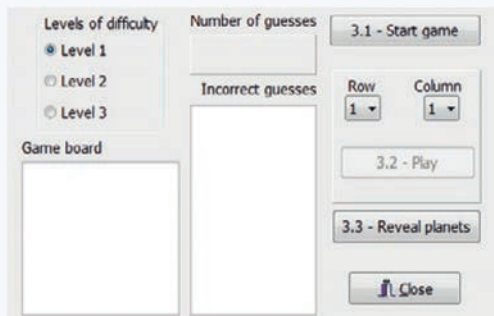 Levels of difficulty
Level 1
Level 2
Level 3
Game board
Number of guesses
Incorrect guesses
3.1 - Start game
Row
Column
1
1
3.2 - Play
3.3 - Reveal planets
Close